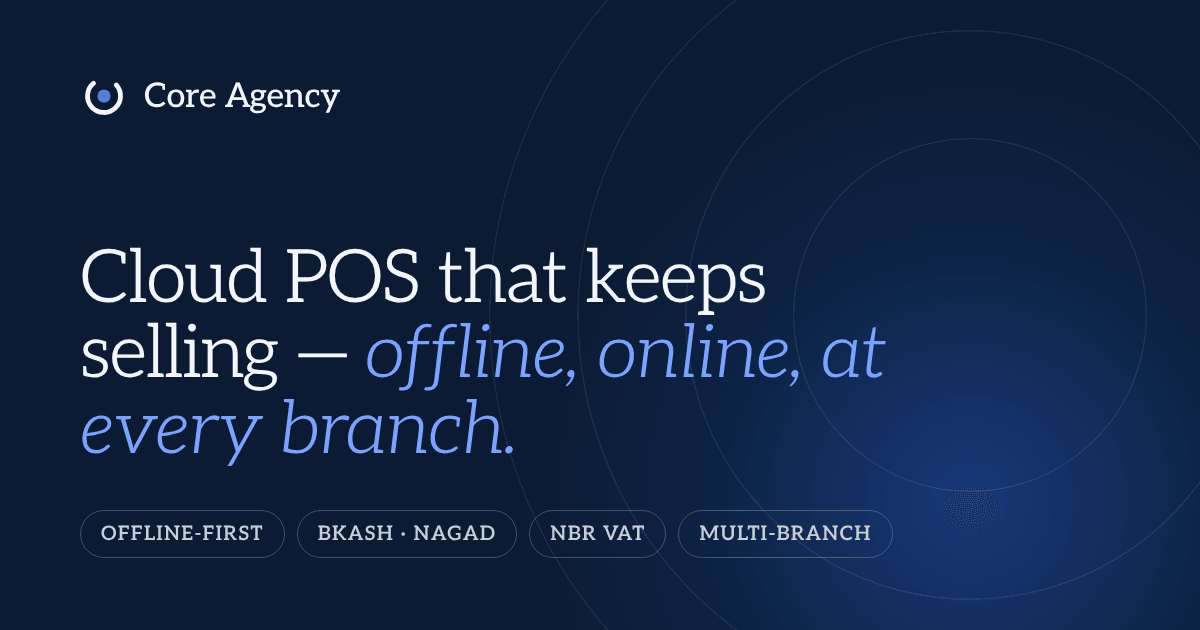 Core Agency
Cloud POS that keeps
selling — offline, online, at
every branch.
OFFLINE-FIRST
BKASH · NAGAD
NBR VAT
MULTI-BRANCH